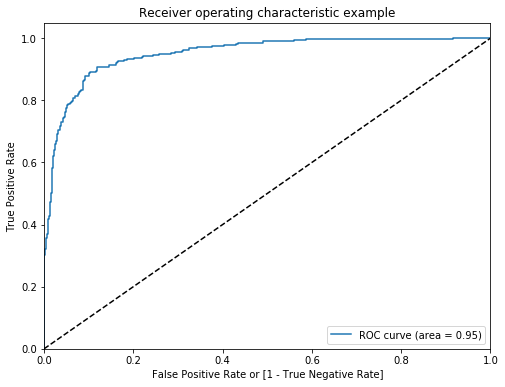 Receiver operating characteristic example
True Positive Rate
1.0
0.8
0.6
0.4
0.2
0.0
ROC curve (area = 0.95)
0.0 0.2 0.4 0.6 0.8 1.0
False Positive Rate or [1 - True Negative Rate]